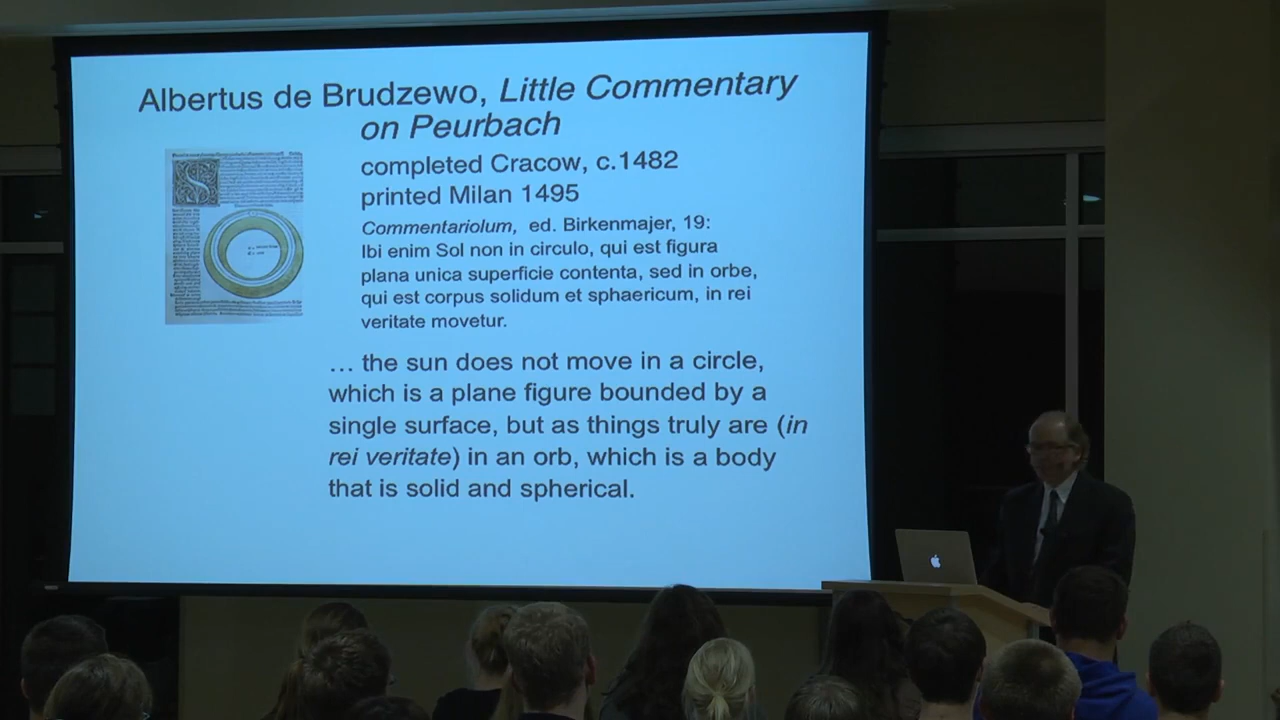 Albertus de Brudzewo, Little Commentary
on Peurbach
completed Cracow, c.1482
printed Milan 1495
Commentariolum, ed. Birkenmajer, 19:
Ibi enim Sol non in circulo, qui est figura
plana unica superficie contenta, sed in orbe,
qui est corpus solidum et sphaericum, in rei
veritate movetur.
… the sun does not move in a circle,
which is a plane figure bounded by a
single surface, but as things truly are (in
rei veritate) in an orb, which is a body
that is solid and spherical.